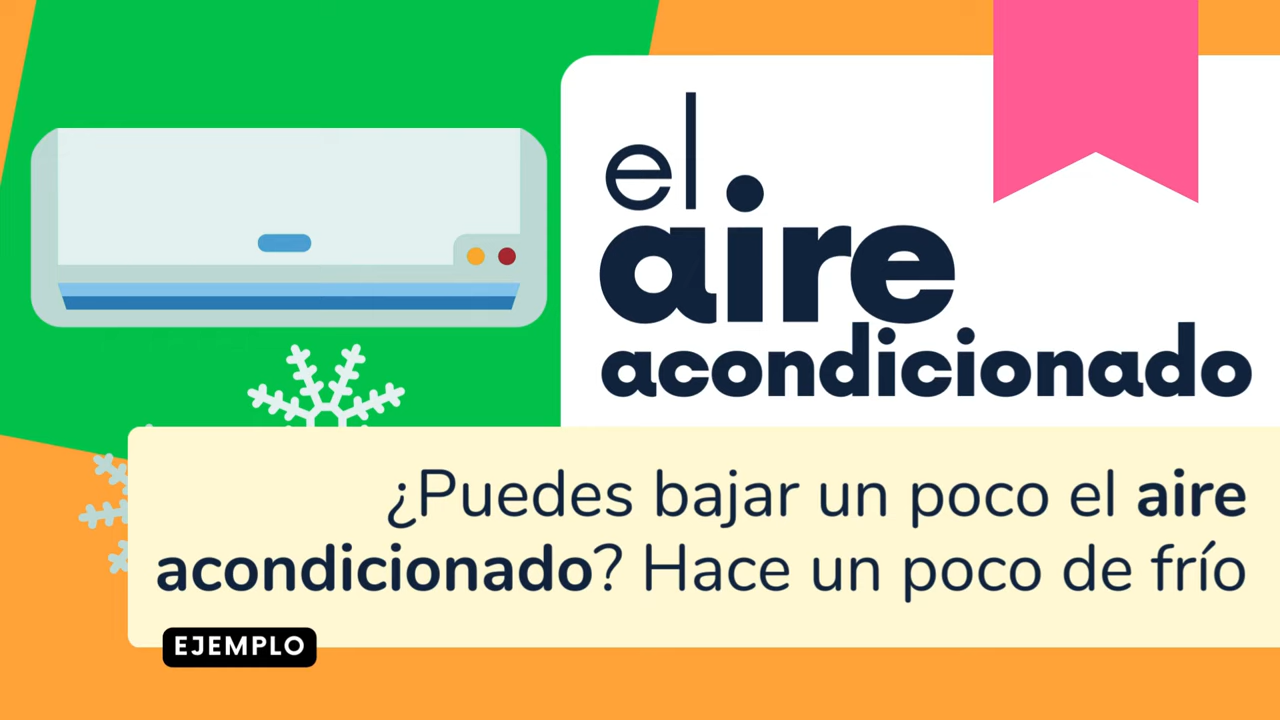 el
aire
acondicionado
¿Puedes bajar un poco el aire
acondicionado? Hace un poco de frío
EJEMPLO